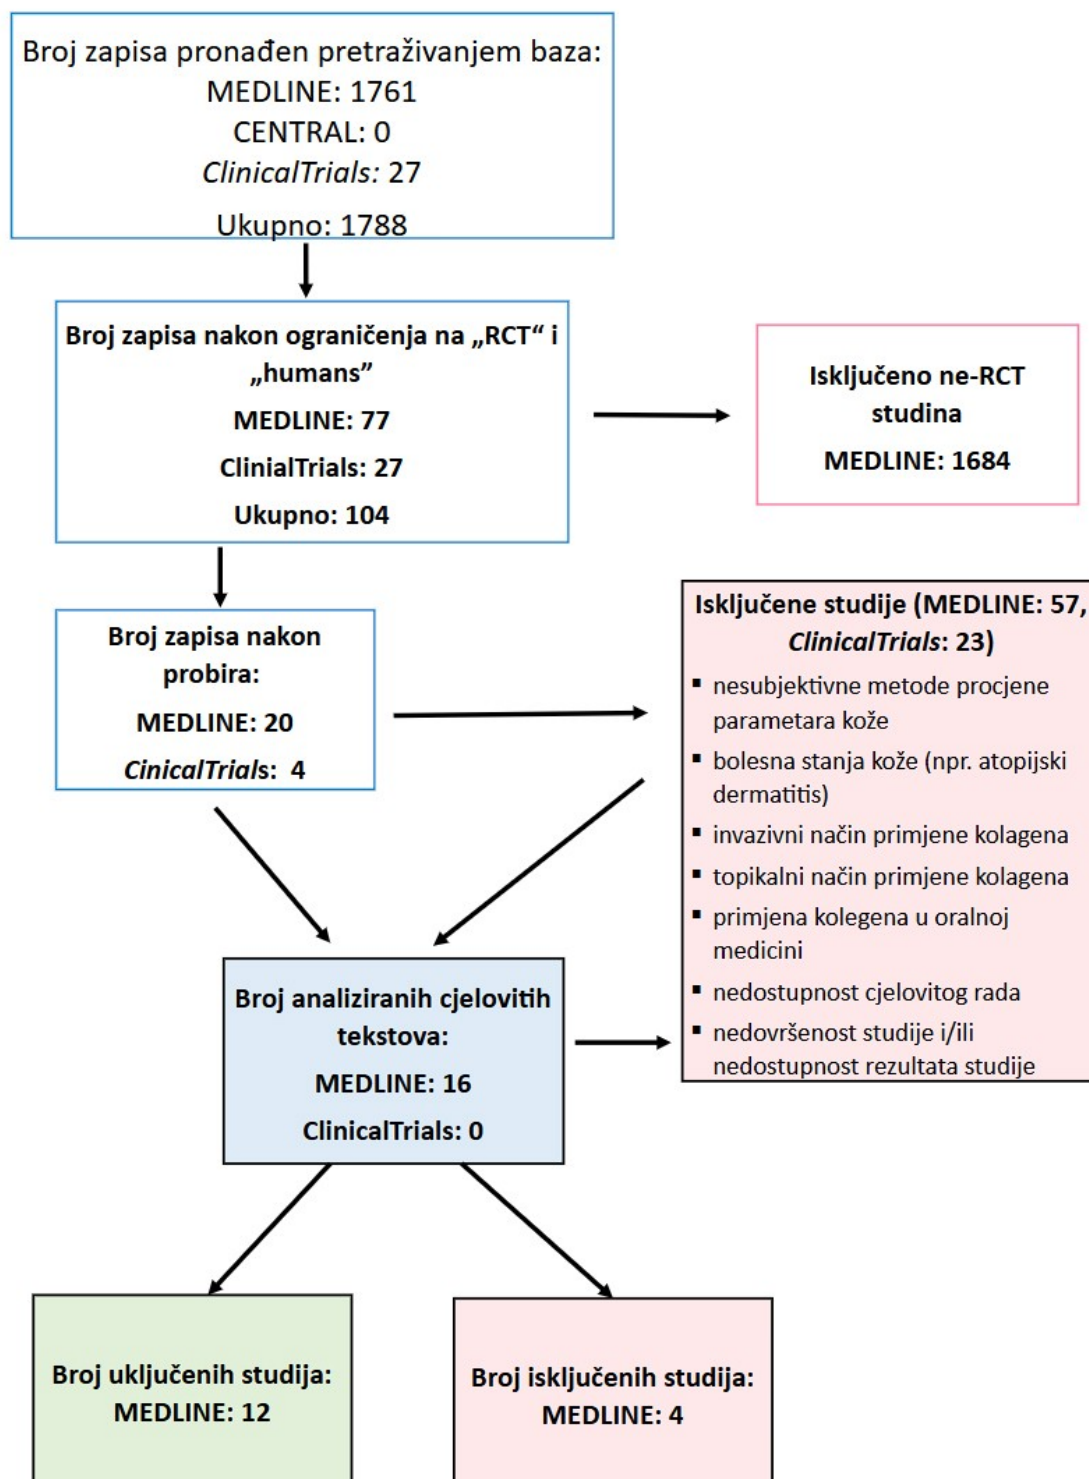 Broj zapisa pronađen pretraživanjem baza:
MEDLINE: 1761
CENTRAL: 0
ClinicalTrials: 27
Ukupno: 1788
Broj zapisa nakon ograničenja na „RCT“ i
„humans”
MEDLINE: 77
ClinialTrials: 27
Ukupno: 104
Isključeno ne-RCT
studina
MEDLINE: 1684
Broj zapisa nakon
probira:
MEDLINE: 20
CinicalTrials: 4
Isključene studije (MEDLINE: 57,
ClinicalTrials: 23)
▪ nesubjektivne metode procjene
parametara kože
▪ bolesna stanja kože (npr. atopijski
dermatitis)
▪ invazivni način primjene kolagena
▪ topikalni način primjene kolagena
▪ primjena kolegena u oralnoj
medicini
▪ nedostupnost cjelovitog rada
▪ nedovršenost studije i/ili
nedostupnost rezultata studije
Broj analiziranih cjelovitih
tekstova:
MEDLINE: 16
ClinicalTrials: 0
Broj uključenih studija:
MEDLINE: 12
Broj isključenih studija:
MEDLINE: 4